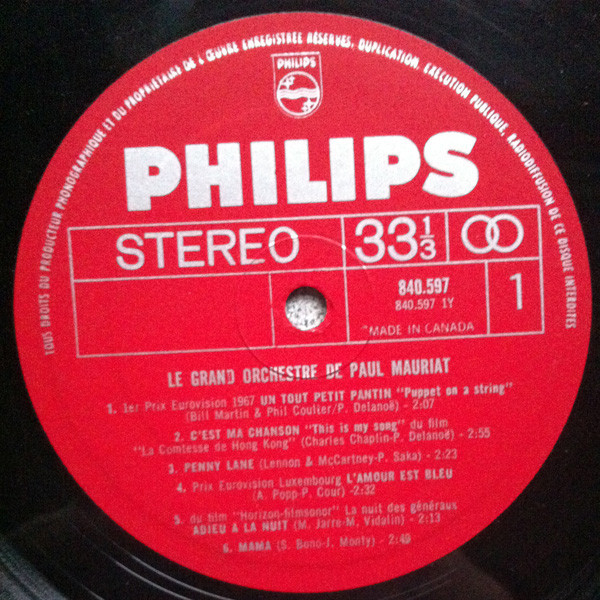 TOUS DROITS DU PRODUCTEUR PHONOGRAPHIQUE ET DU PROPRIETAIRE DE L'ŒUVRE ENREGISTREE RESERVES. DUPLICATION, EXECUTION PUBLIQUE, RADIODIFFUSION DE CE DISQUE INTERDITES
PHILIPS
PHILIPS
STEREO 33 1/3
840.597
840.597 1Y
1
MADE IN CANADA
LE GRAND ORCHESTRE DE PAUL MAURIAT
1. 1er Prix Eurovision 1967 UN TOUT PETIT PANTIN "Puppet on a string"
(Bill Martin & Phil Coulter/P. Delanoë) - 2:07
2. C'EST MA CHANSON "This is my song" du film
"La Comtesse de Hong Kong" (Charles Chaplin-P. Delanoë) - 2:55
3. PENNY LANE (Lennon & McCartney-P. Saka) - 2:23
4. Prix Eurovision Luxembourg L'AMOUR EST BLEU
(A. Popp-P. Cour) -2:32
5. du film "Horizon-filmsonor" La nuit des généraux
ADIEU A LA NUIT (M. Jarre-M. Vidalin) - 2:13
6. MAMA (S. Bono-J. Monty) - 2:49